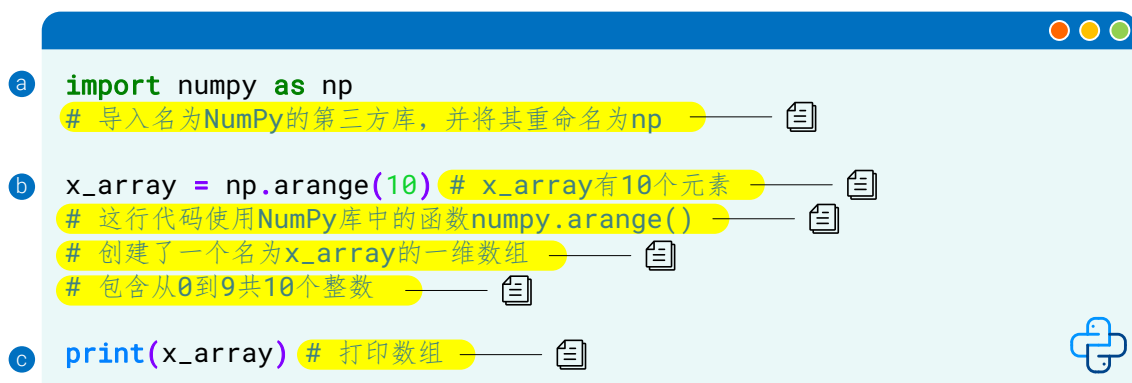 a import numpy as np
# 导入名为NumPy的第三方库，并将其重命名为np
b x_array = np.arange(10) # x_array有10个元素
# 这行代码使用NumPy库中的函数numpy.arange()
# 创建了一个名为x_array的一维数组
# 包含从0到9共10个整数
c print(x_array) # 打印数组